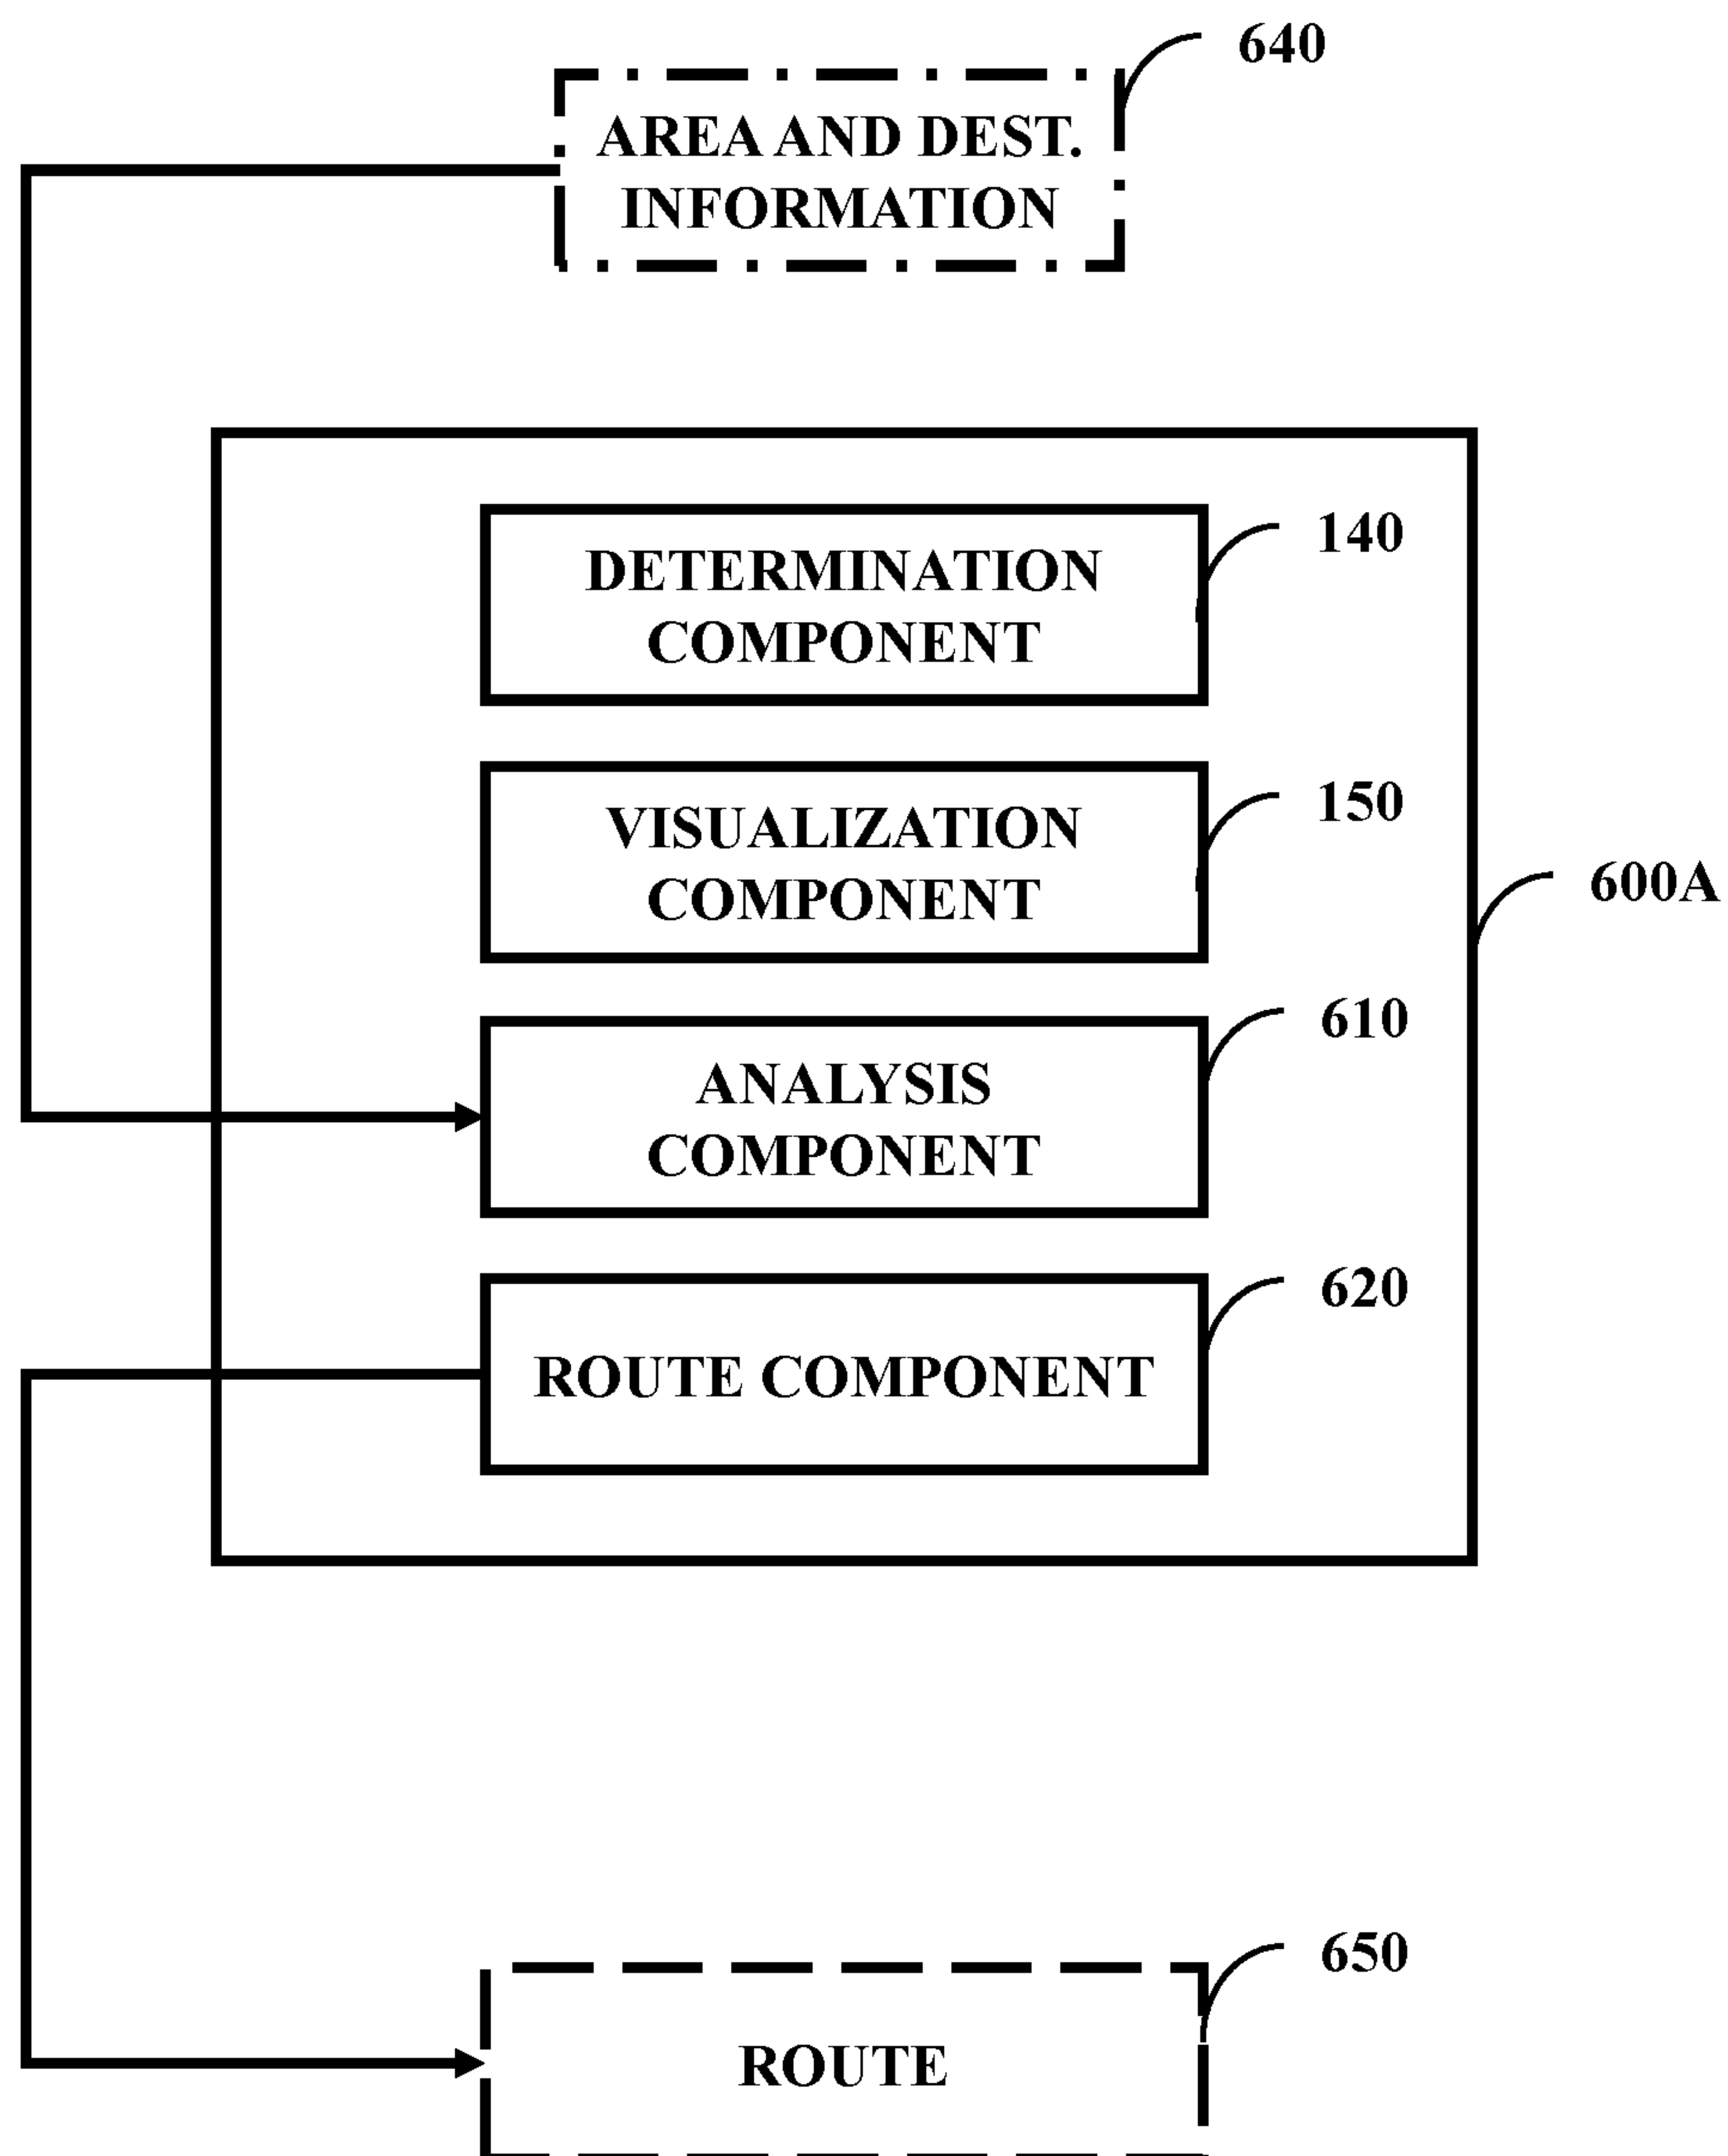 640
AREA AND DEST.
INFORMATION
140
DETERMINATION
COMPONENT
150
VISUALIZATION
COMPONENT
600A
610
ANALYSIS
COMPONENT
620
ROUTE COMPONENT
650
ROUTE